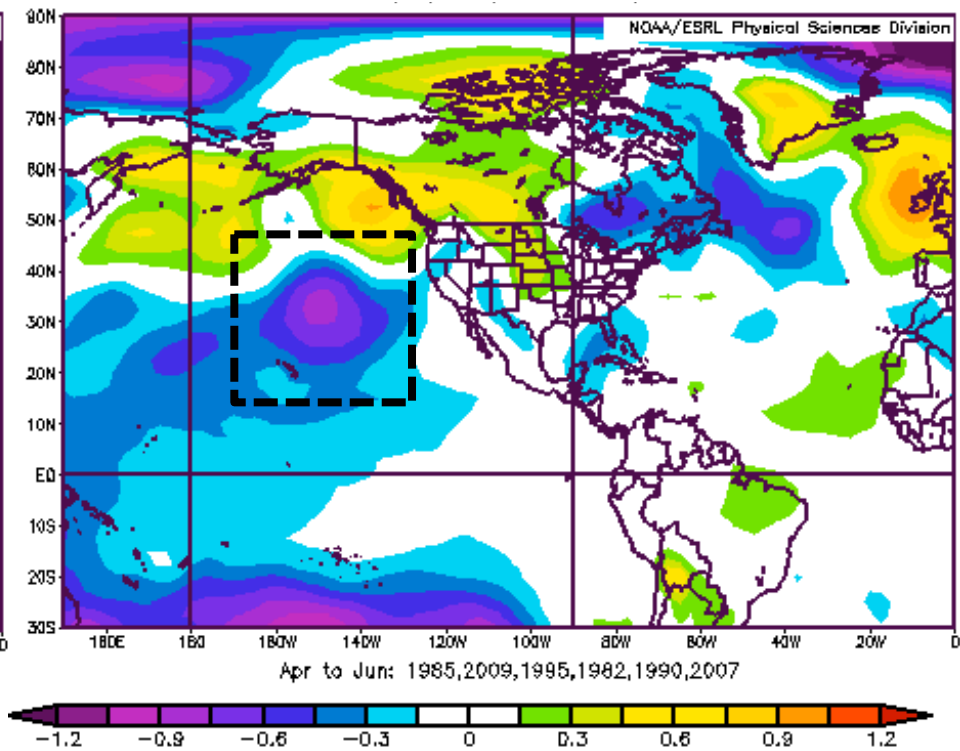 NOAA/ESRL Physical Sciences Division
90N
80N
70N
60N
50N
40N
30N
20N
10N
EQ
10S
20S
30S
160E 180 160W 140W 120W 100W 80W 60W 40W 20W 0
Apr to Jun: 1985,2009,1995,1982,1990,2007
-1.2 -0.9 -0.6 -0.3 0 0.3 0.6 0.9 1.2